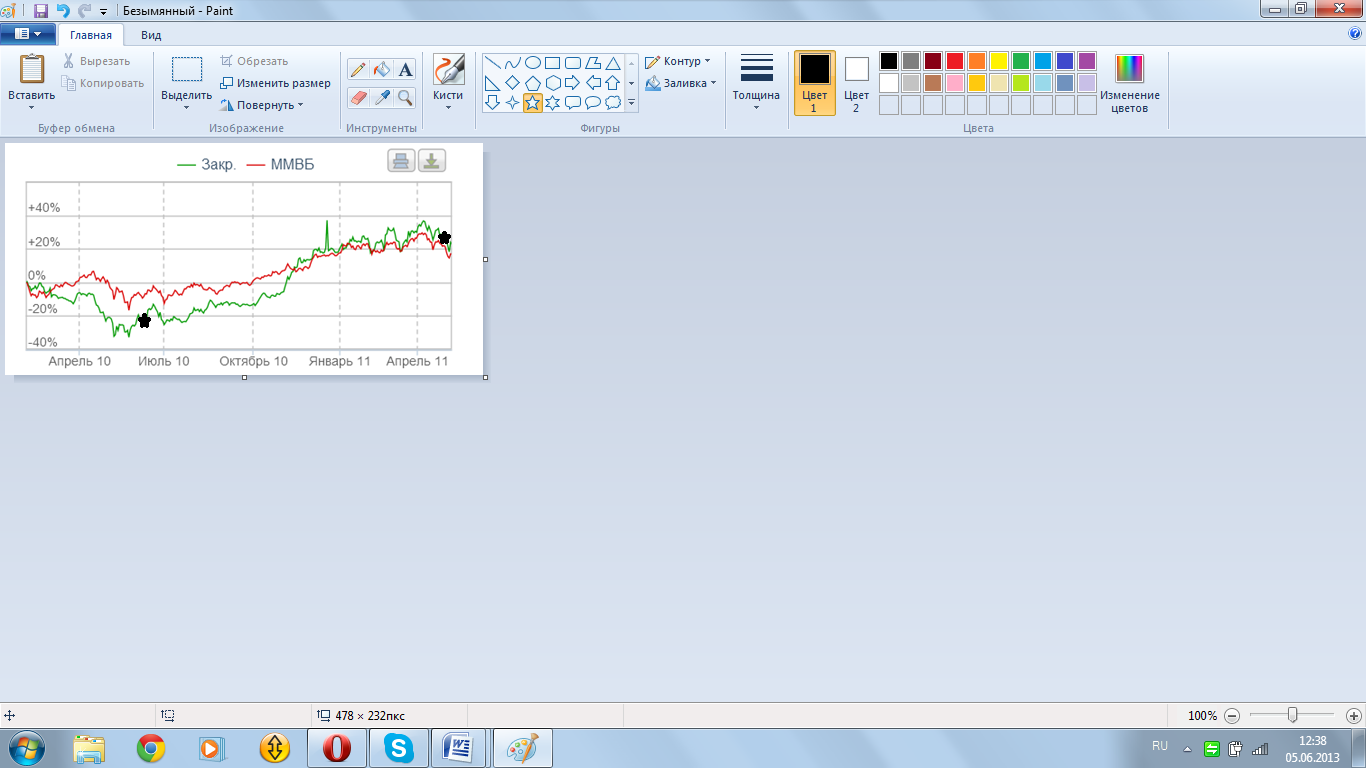 Безымянный - Paint
Главная Вид
Вставить
Вырезать
Копировать
Буфер обмена
Выделить
Обрезать
Изменить размер
Повернуть
Изображение
A
Инструменты
Кисти
Контур
Заливка
Фигуры
Толщина
Цвет 1
Цвет 2
Изменение цветов
Цвета
Закр. ММВБ
+40%
+20%
0%
-20%
-40%
Апрель 10 Июль 10 Октябрь 10 Январь 11 Апрель 11
478 × 232пкс 100%
RU 12:38
05.06.2013